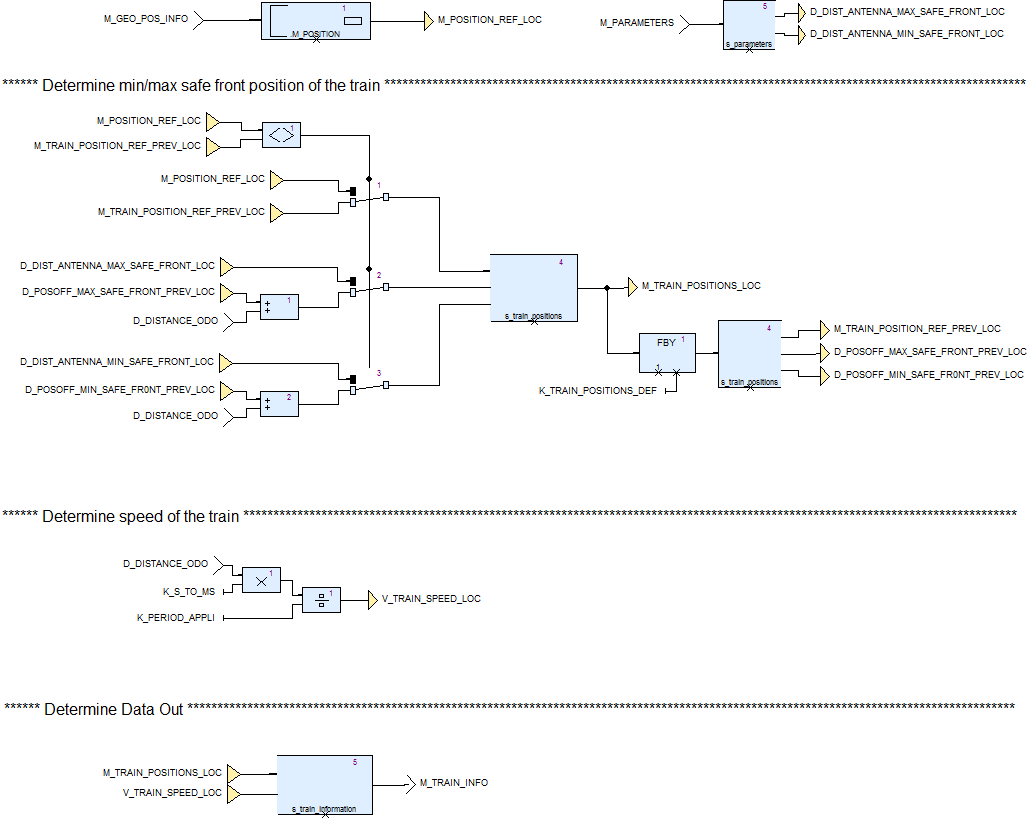 M_GEO_POS_INFO 1 .M_POSITION M_POSITION_REF_LOC
M_PARAMETERS 5 s_parameters D_DIST_ANTENNA_MAX_SAFE_FRONT_LOC
D_DIST_ANTENNA_MIN_SAFE_FRONT_LOC
****** Determine min/max safe front position of the train ******************************************************************************************************
M_POSITION_REF_LOC
M_TRAIN_POSITION_REF_PREV_LOC
<> 1
M_POSITION_REF_LOC
M_TRAIN_POSITION_REF_PREV_LOC
1
D_DIST_ANTENNA_MAX_SAFE_FRONT_LOC
D_POSOFF_MAX_SAFE_FRONT_PREV_LOC
D_DISTANCE_ODO
+ + 1
2
D_DIST_ANTENNA_MIN_SAFE_FRONT_LOC
D_POSOFF_MIN_SAFE_FR0NT_PREV_LOC
D_DISTANCE_ODO
+ + 2
3
4
s_train_positions
M_TRAIN_POSITIONS_LOC
FBY 1
1
K_TRAIN_POSITIONS_DEF
4
s_train_positions
M_TRAIN_POSITION_REF_PREV_LOC
D_POSOFF_MAX_SAFE_FRONT_PREV_LOC
D_POSOFF_MIN_SAFE_FR0NT_PREV_LOC
****** Determine speed of the train ******************************************************************************************************
D_DISTANCE_ODO
K_S_TO_MS
K_PERIOD_APPLI
1
1
V_TRAIN_SPEED_LOC
****** Determine Data Out ******************************************************************************************************
M_TRAIN_POSITIONS_LOC
V_TRAIN_SPEED_LOC
5
s_train_information
M_TRAIN_INFO